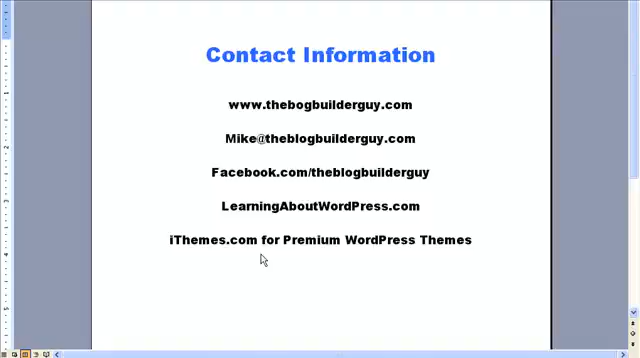 Contact Information
www.thebogbuilderguy.com
Mike@theblogbuilderguy.com
Facebook.com/theblogbuilderguy
LearningAboutWordPress.com
iThemes.com for Premium WordPress Themes